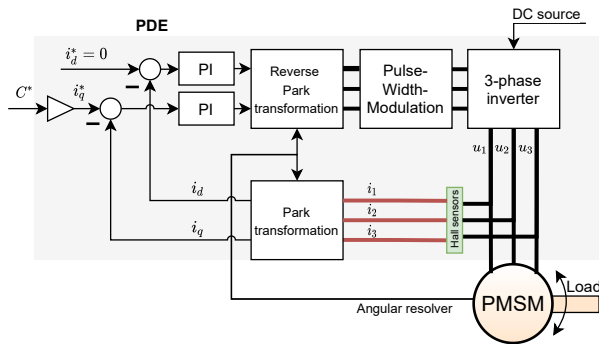 DC source
PDE
i_d^* = 0
PI
Reverse
Park
transformation
Pulse-
Width-
Modulation
3-phase
inverter
C*
i_q^*
PI
u_1 u_2 u_3
i_d
i_1
Park
transformation
i_2
Hall sensors
i_q
i_3
Load
Angular resolver
PMSM